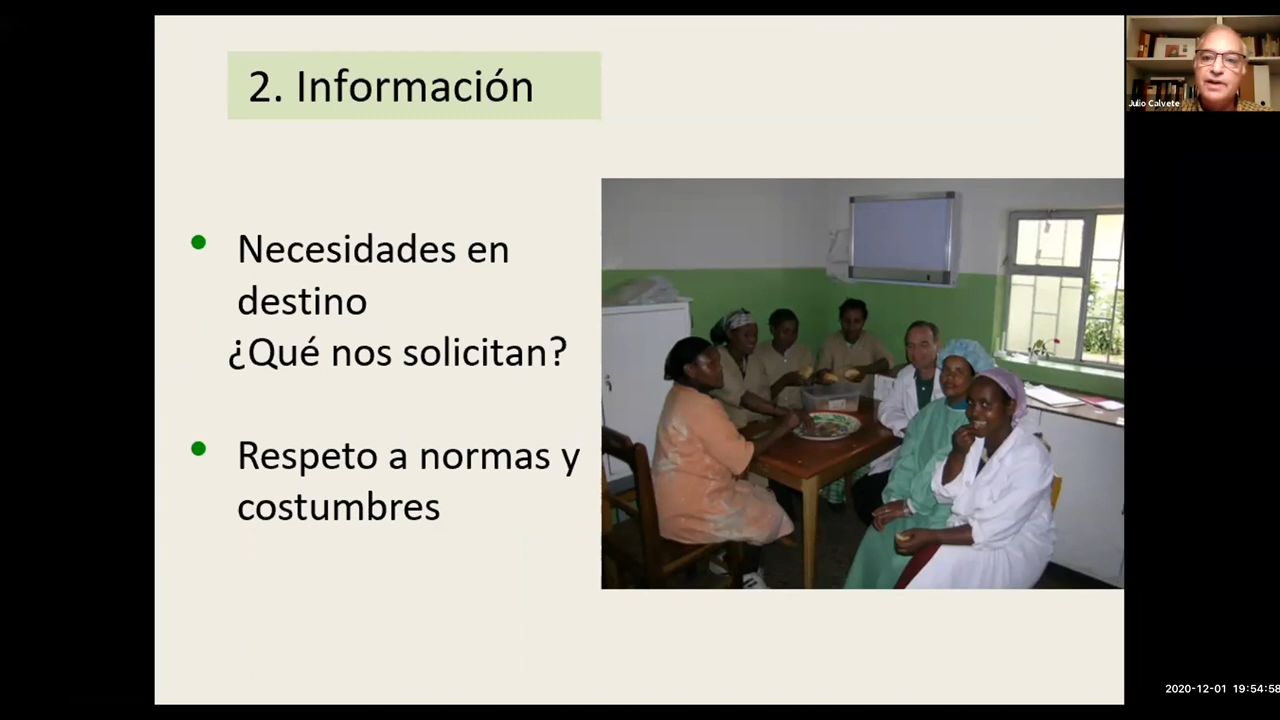 2. Información
Necesidades en
destino
¿Qué nos solicitan?
Respeto a normas y
costumbres
Julio Calvete
2020-12-01 19:54:58